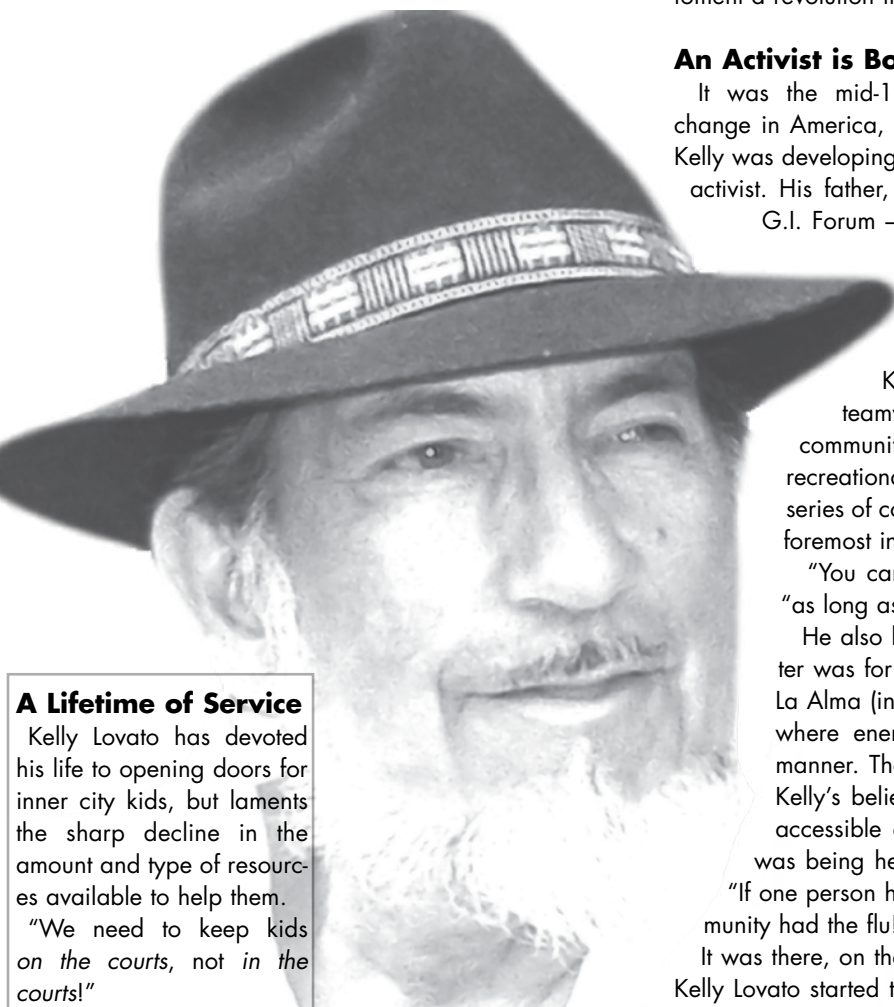 A Lifetime of Service
Kelly Lovato has devoted
his life to opening doors for
inner city kids, but laments
the sharp decline in the
amount and type of resourc-
es available to help them.
“We need to keep kids
on the courts, not in the
courts!”
foment a revolution
An Activist is Bo
It was the mid-1
change in America,
Kelly was developing
activist. His father,
G.I. Forum –
K
team
communit
recreationa
series of co
foremost in
“You can
“as long as
He also
ter was for
La Alma (in
where ener
manner. The
Kelly’s belie
accessible
was being he
“If one person h
munity had the flu!
It was there, on the
Kelly Lovato started t